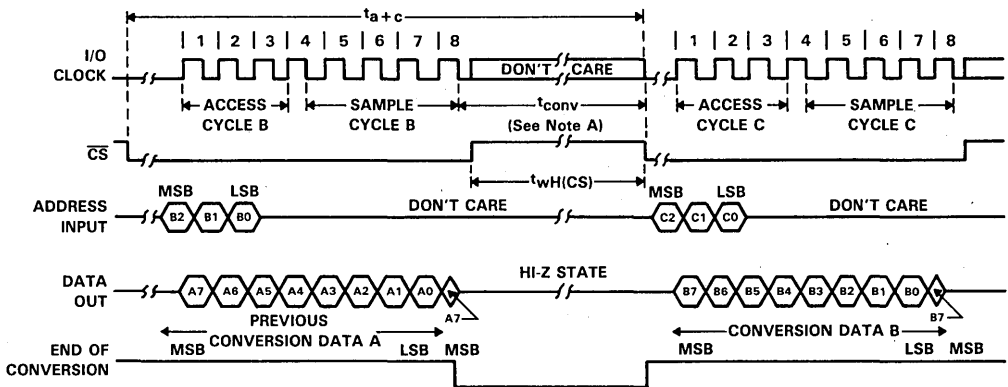 ta+c
| 1 | 2 | 3 | 4 | 5 | 6 | 7 | 8 | 1 | 2 | 3 | 4 | 5 | 6 | 7 | 8
I/O
CLOCK
DON'T CARE
ACCESS
CYCLE B
SAMPLE
CYCLE B
tconv
(See Note A)
ACCESS
CYCLE C
SAMPLE
CYCLE C
CS
twH(CS)
MSB LSB MSB LSB
ADDRESS
INPUT
B2 B1 B0 DON'T CARE C2 C1 C0 DON'T CARE
HI-Z STATE
DATA
OUT
A7 A6 A5 A4 A3 A2 A1 A0 A7 B7 B6 B5 B4 B3 B2 B1 B0 B7
PREVIOUS
CONVERSION DATA A CONVERSION DATA B
MSB LSB MSB MSB LSB MSB
END OF
CONVERSION